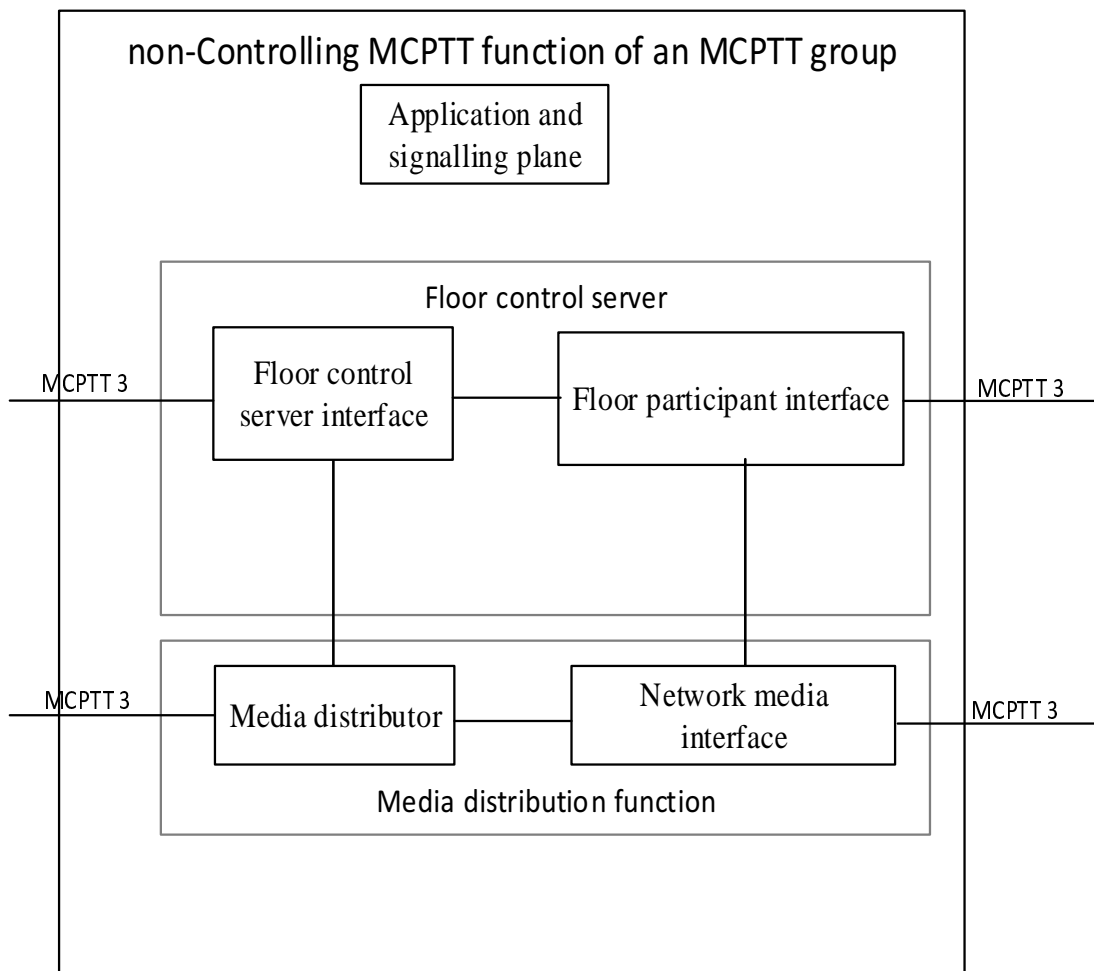 non-Controlling MCPTT function of an MCPTT group
Application and
signalling plane
Floor control server
Floor control
server interface
Floor participant interface
MCPTT 3
MCPTT 3
Media distributor
Network media
interface
MCPTT 3
MCPTT 3
Media distribution function